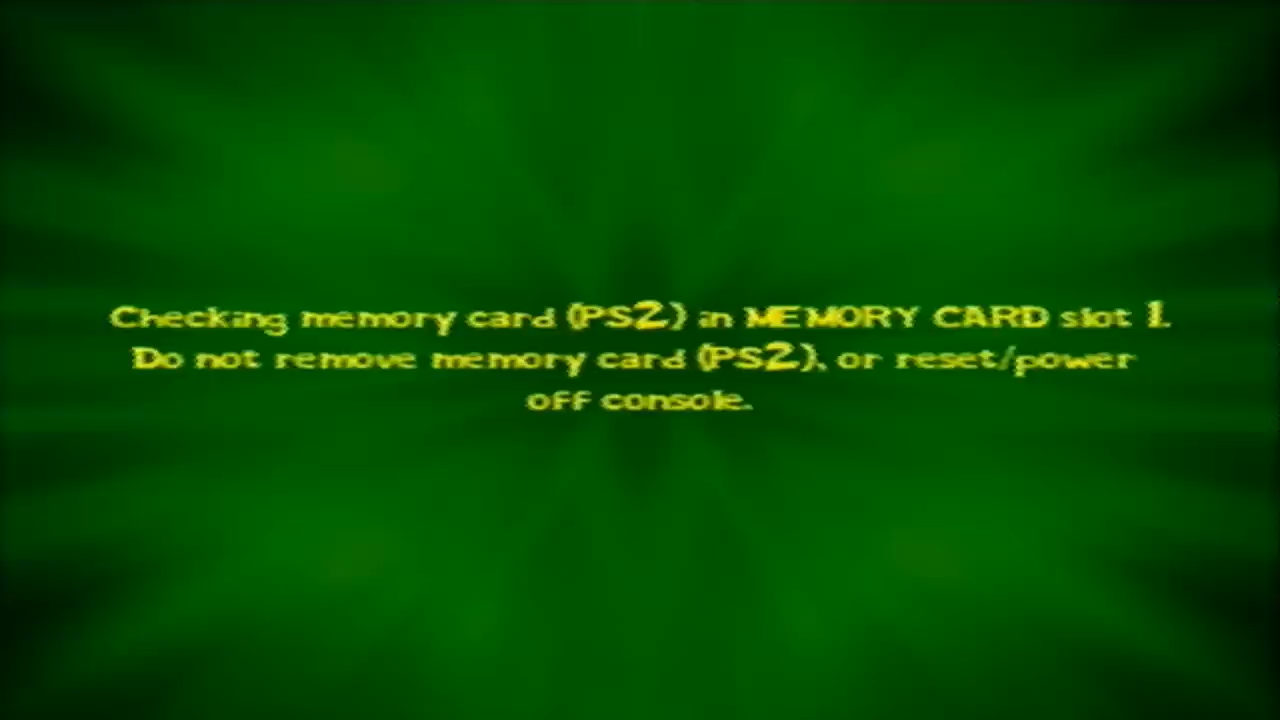 Checking memory card (PS2) in MEMORY CARD slot 1.
Do not remove memory card (PS2), or reset/power
off console.